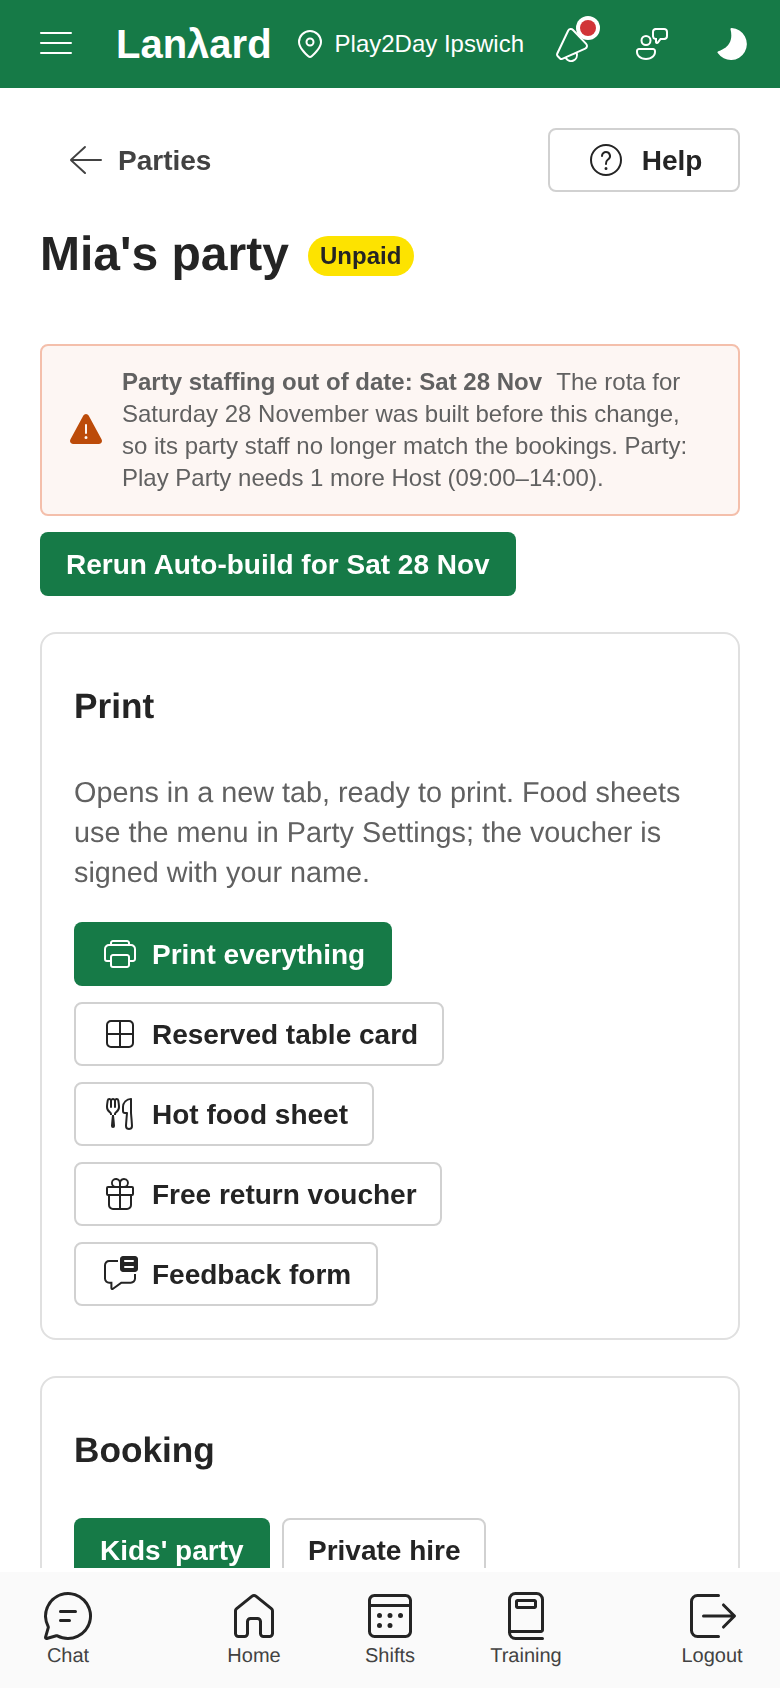 Lanλard Play2Day Ipswich
Parties
Help
Mia's party Unpaid
Party staffing out of date: Sat 28 Nov The rota for
Saturday 28 November was built before this change,
so its party staff no longer match the bookings. Party:
Play Party needs 1 more Host (09:00–14:00).
Rerun Auto-build for Sat 28 Nov
Print
Opens in a new tab, ready to print. Food sheets
use the menu in Party Settings; the voucher is
signed with your name.
Print everything
Reserved table card
Hot food sheet
Free return voucher
Feedback form
Booking
Kids' party Private hire
Chat Home Shifts Training Logout